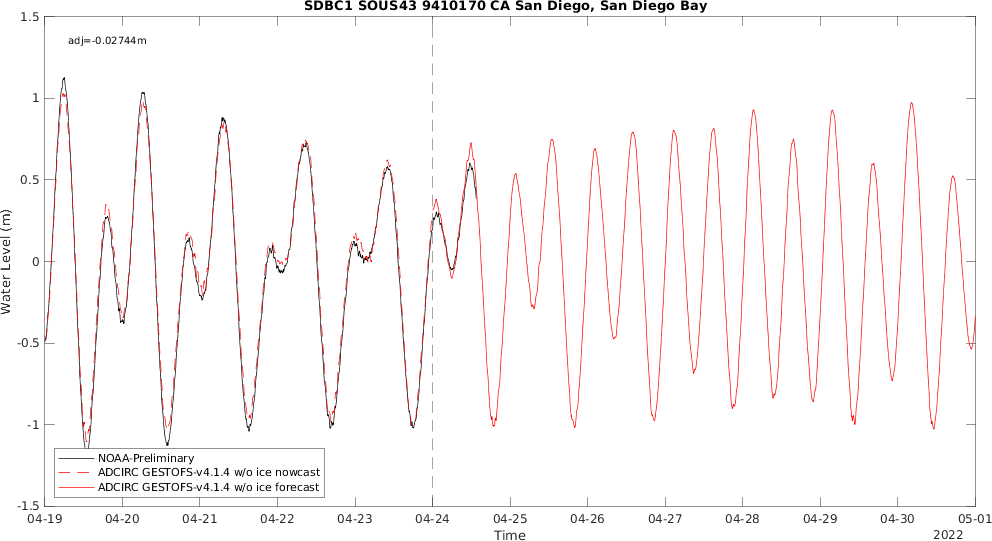 SDBC1 SOUS43 9410170 CA San Diego, San Diego Bay
adj=-0.02744m
1.5
1
0.5
0
-0.5
-1
-1.5
Water Level (m)
NOAA-Preliminary
ADCIRC GESTOFS-v4.1.4 w/o ice nowcast
ADCIRC GESTOFS-v4.1.4 w/o ice forecast
04-19 04-20 04-21 04-22 04-23 04-24 04-25 04-26 04-27 04-28 04-29 04-30 05-01
Time
2022